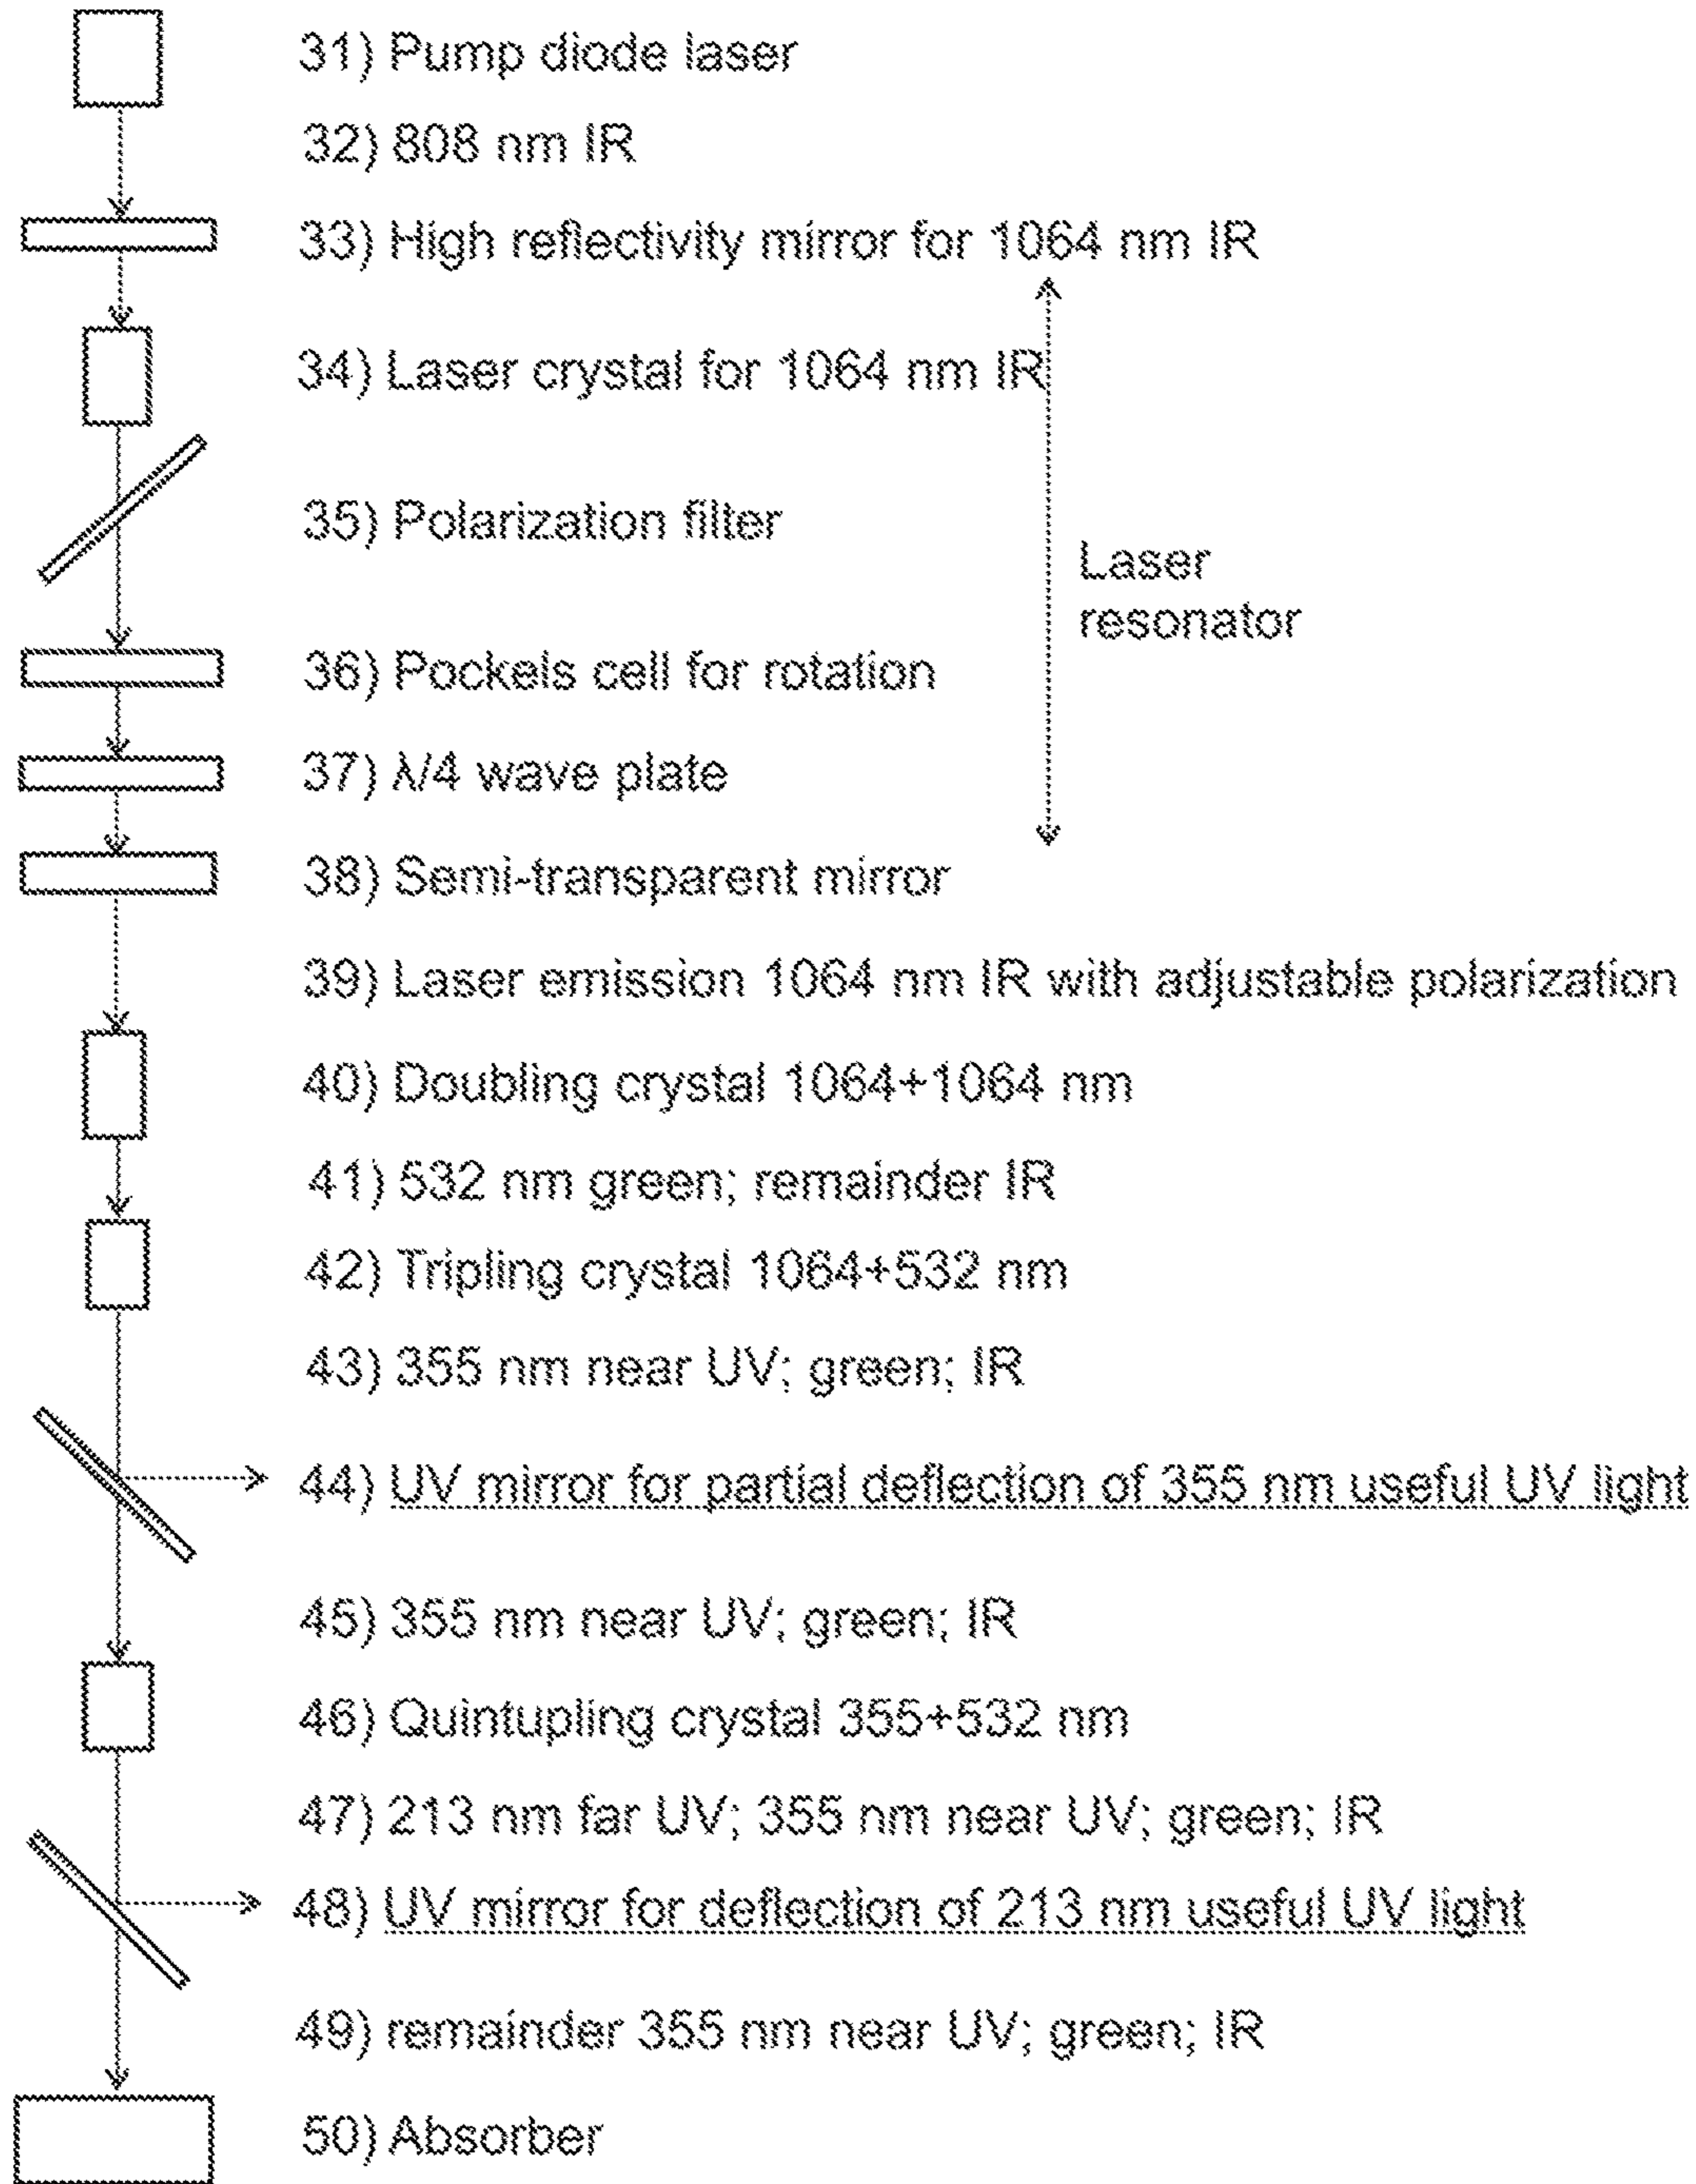 31) Pump diode laser
32) 808 nm IR
33) High reflectivity mirror for 1064 nm IR
34) Laser crystal for 1064 nm IR
35) Polarization filter
Laser
resonator
36) Pockels cell for rotation
37) λ/4 wave plate
38) Semi-transparent mirror
39) Laser emission 1064 nm IR with adjustable polarization
40) Doubling crystal 1064+1064 nm
41) 532 nm green; remainder IR
42) Tripling crystal 1064+532 nm
43) 355 nm near UV; green; IR
44) UV mirror for partial deflection of 355 nm useful UV light
45) 355 nm near UV; green; IR
46) Quintupling crystal 355+532 nm
47) 213 nm far UV; 355 nm near UV; green; IR
48) UV mirror for deflection of 213 nm useful UV light
49) remainder 355 nm near UV; green; IR
50) Absorber